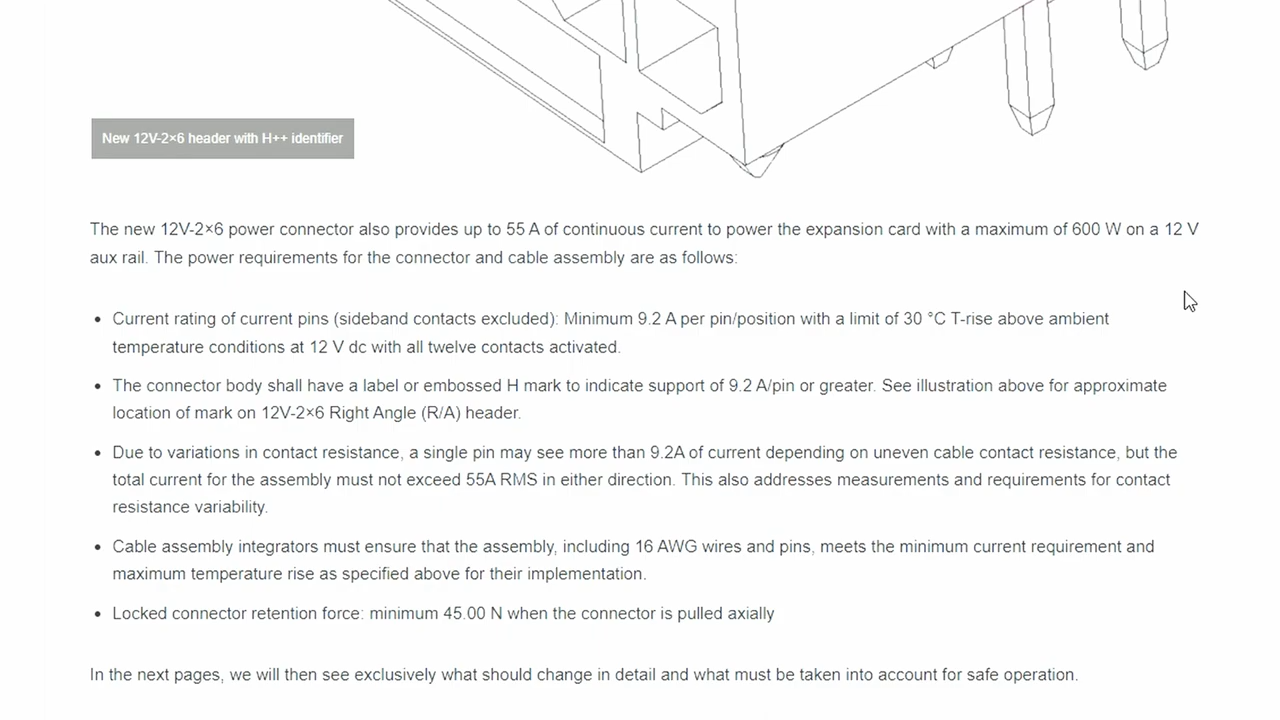 New 12V-2×6 header with H++ identifier
The new 12V-2×6 power connector also provides up to 55 A of continuous current to power the expansion card with a maximum of 600 W on a 12 V
aux rail. The power requirements for the connector and cable assembly are as follows:
• Current rating of current pins (sideband contacts excluded): Minimum 9.2 A per pin/position with a limit of 30 °C T-rise above ambient
temperature conditions at 12 V dc with all twelve contacts activated.
• The connector body shall have a label or embossed H mark to indicate support of 9.2 A/pin or greater. See illustration above for approximate
location of mark on 12V-2×6 Right Angle (R/A) header.
• Due to variations in contact resistance, a single pin may see more than 9.2A of current depending on uneven cable contact resistance, but the
total current for the assembly must not exceed 55A RMS in either direction. This also addresses measurements and requirements for contact
resistance variability.
• Cable assembly integrators must ensure that the assembly, including 16 AWG wires and pins, meets the minimum current requirement and
maximum temperature rise as specified above for their implementation.
• Locked connector retention force: minimum 45.00 N when the connector is pulled axially
In the next pages, we will then see exclusively what should change in detail and what must be taken into account for safe operation.